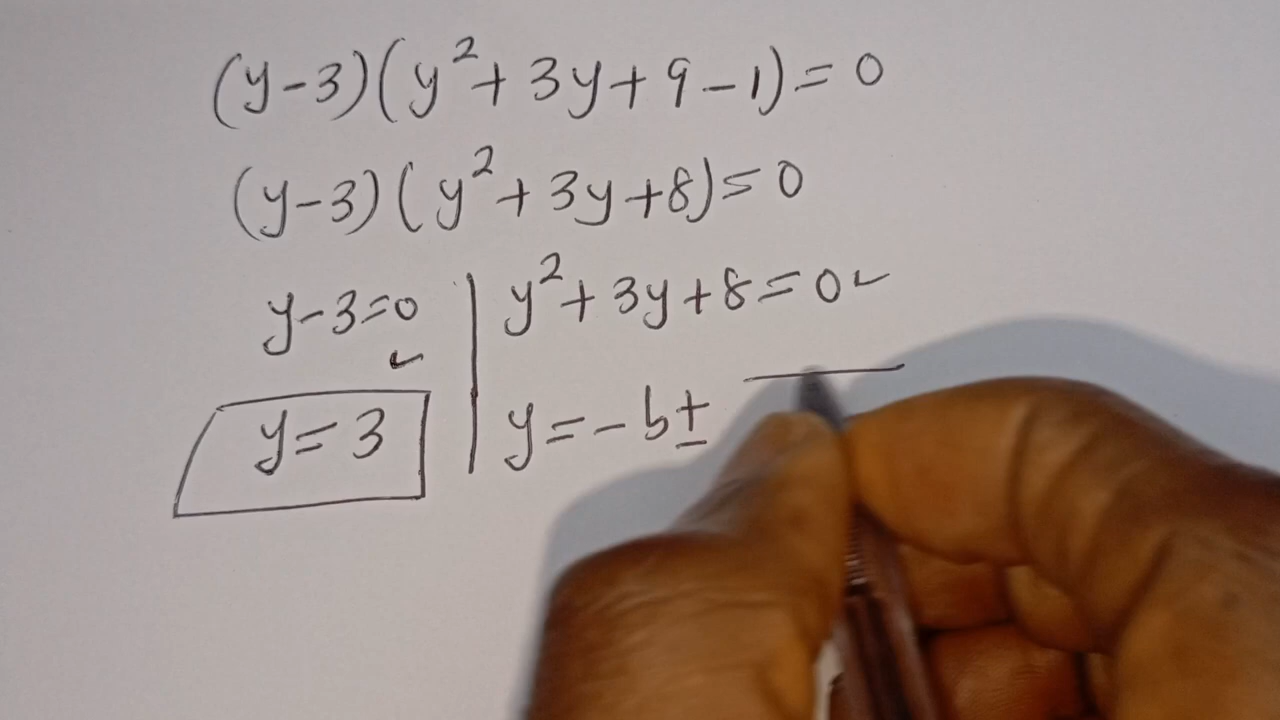 (y-3)(y²+3y+9-1)=0
(y-3)(y²+3y+8)=0
y-3=0 | y²+3y+8=0
y=3 | y=-b±